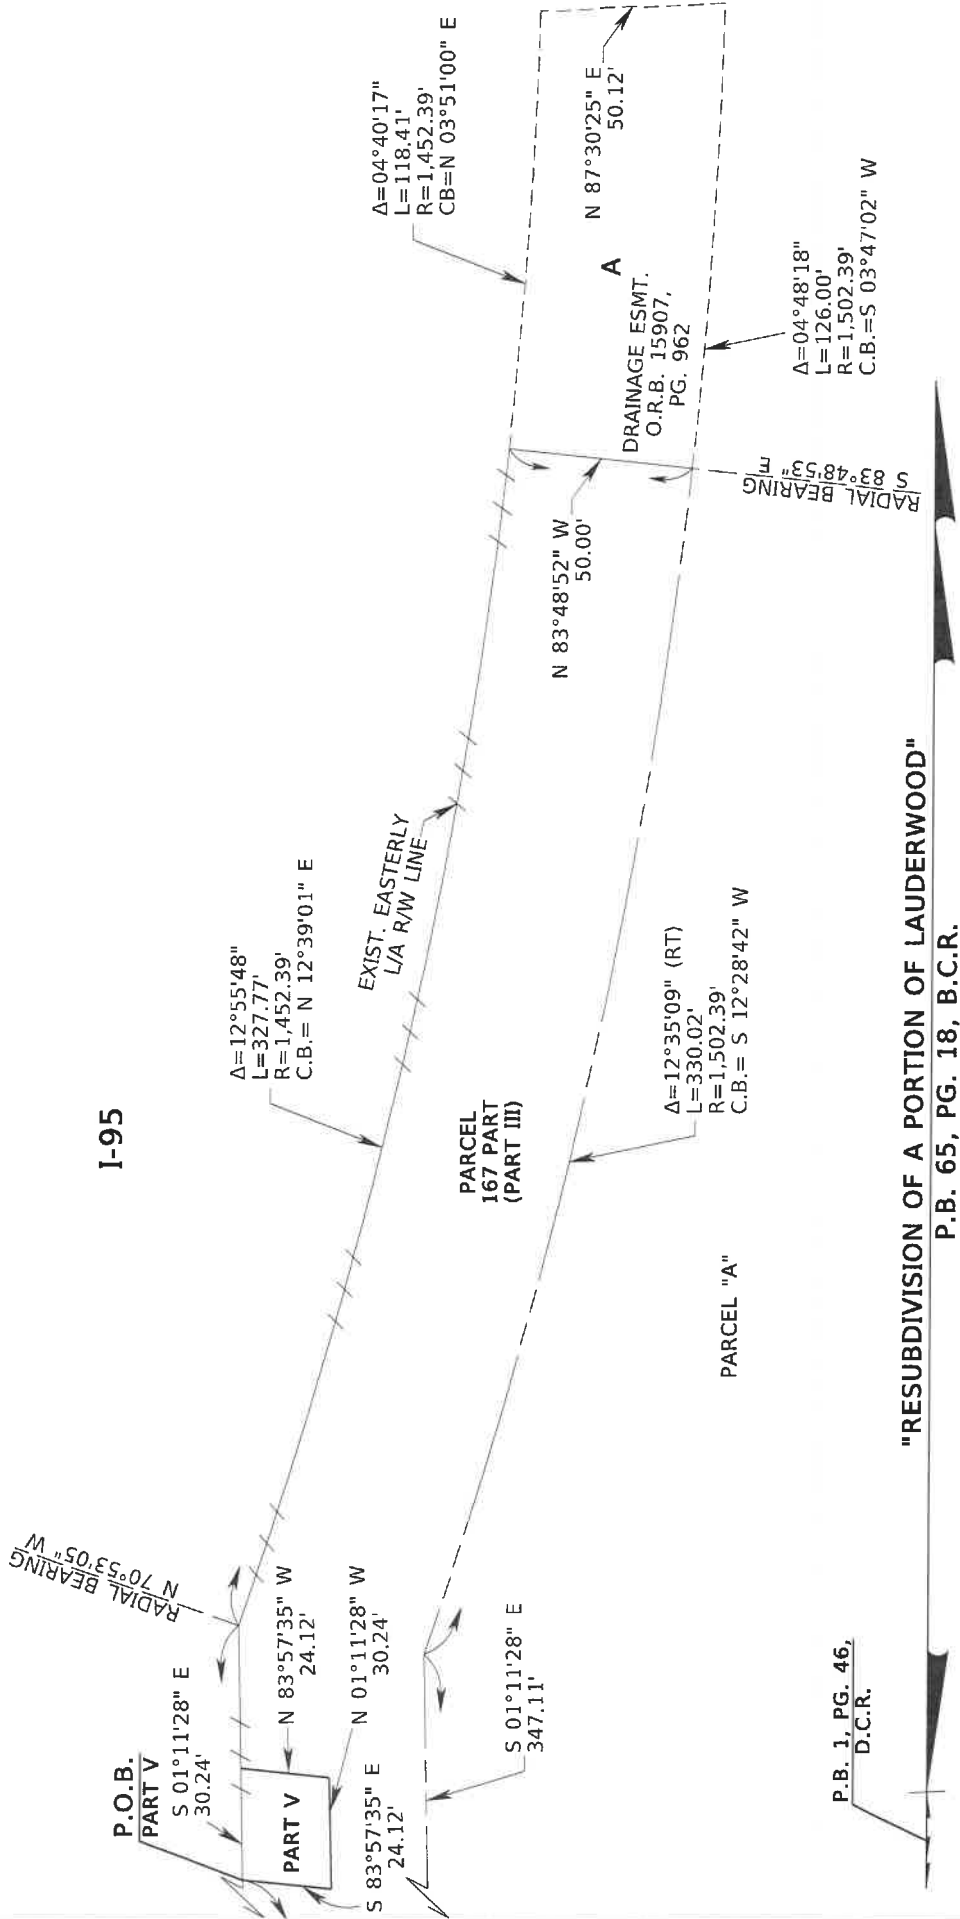 I-95
Δ=04°40'17"
L=118.41'
R=1,452.39'
CB=N 03°51'00" E
N 87°30'25" E
50.12'
A
DRAINAGE ESMT.
O.R.B. 15907,
PG. 962
Δ=04°48'18"
L=126.00'
R=1,502.39'
C.B.=S 03°47'02" W
N 83°48'52" W
50.00'
RADIAL BEARING
S 83°48'53" E
EXIST. EASTERLY
L/A R/W LINE
Δ=12°55'48"
L=327.77'
R=1,452.39'
C.B.= N 12°39'01" E
PARCEL
167 PART
(PART III)
Δ=12°35'09" (RT)
L=330.02'
R=1,502.39'
C.B.= S 12°28'42" W
PARCEL "A"
RADIAL BEARING
N 70°53'05" W
P.O.B.
PART V
S 01°11'28" E
30.24'
N 83°57'35" W
24.12'
N 01°11'28" W
30.24'
PART V
S 83°57'35" E
24.12'
S 01°11'28" E
347.11'
P.B. 1, PG. 46,
D.C.R.
"RESUBDIVISION OF A PORTION OF LAUDERWOOD"
P.B. 65, PG. 18, B.C.R.